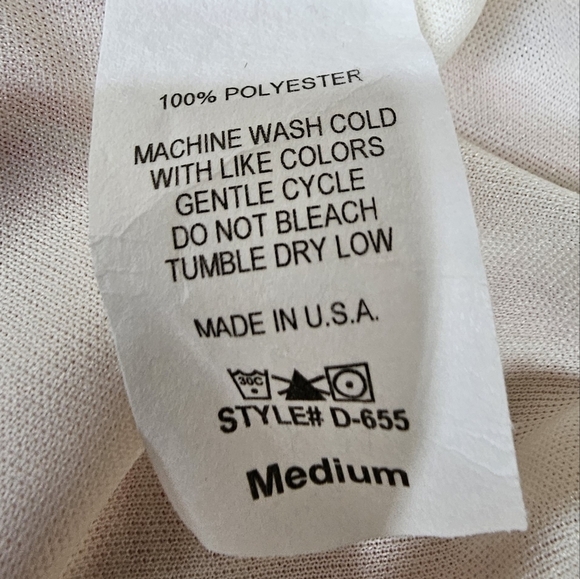 100% POLYESTER
MACHINE WASH COLD
WITH LIKE COLORS
GENTLE CYCLE
DO NOT BLEACH
TUMBLE DRY LOW
MADE IN U.S.A.
30C
STYLE# D-655
Medium